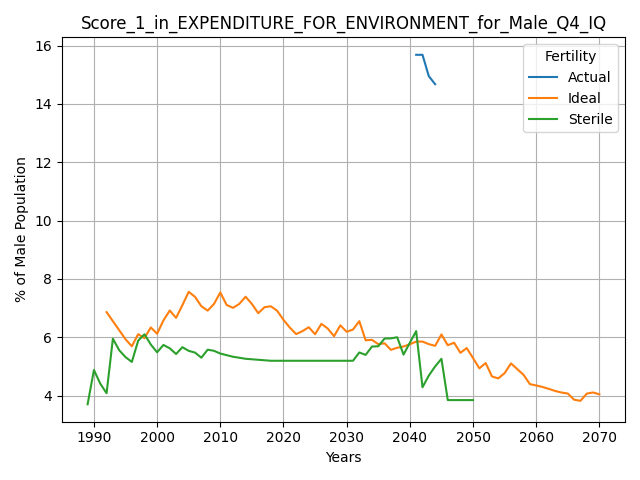 Score_1_in_EXPENDITURE_FOR_ENVIRONMENT_for_Male_Q4_IQ
16
14
12
10
8
6
4
% of Male Population
Fertility
Actual
Ideal
Sterile
1990
2000
2010
2020
2030
2040
2050
2060
2070
Years